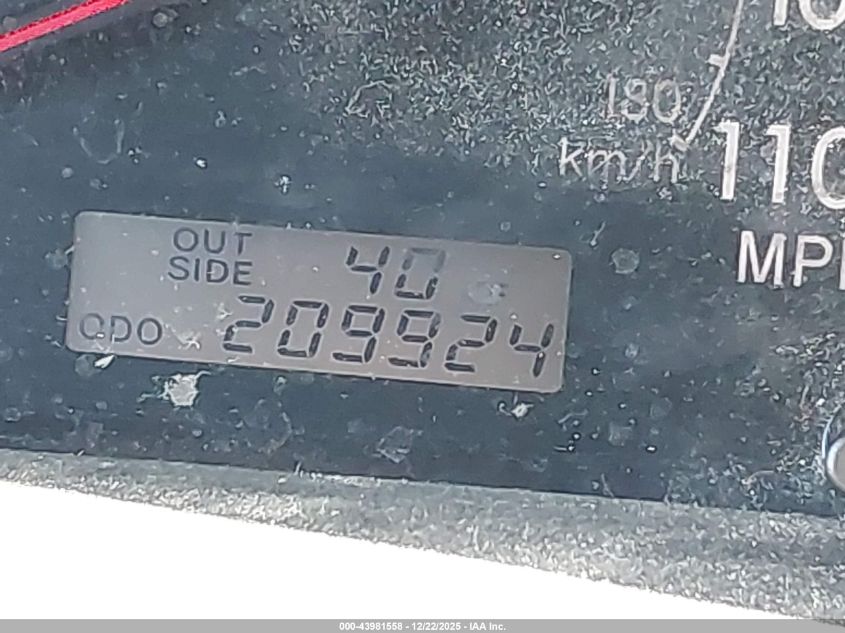 180
km/h
110
MPH
OUT
SIDE 40 °F
ODO 209924
000-43981558 - 12/22/2025 - IAA Inc.